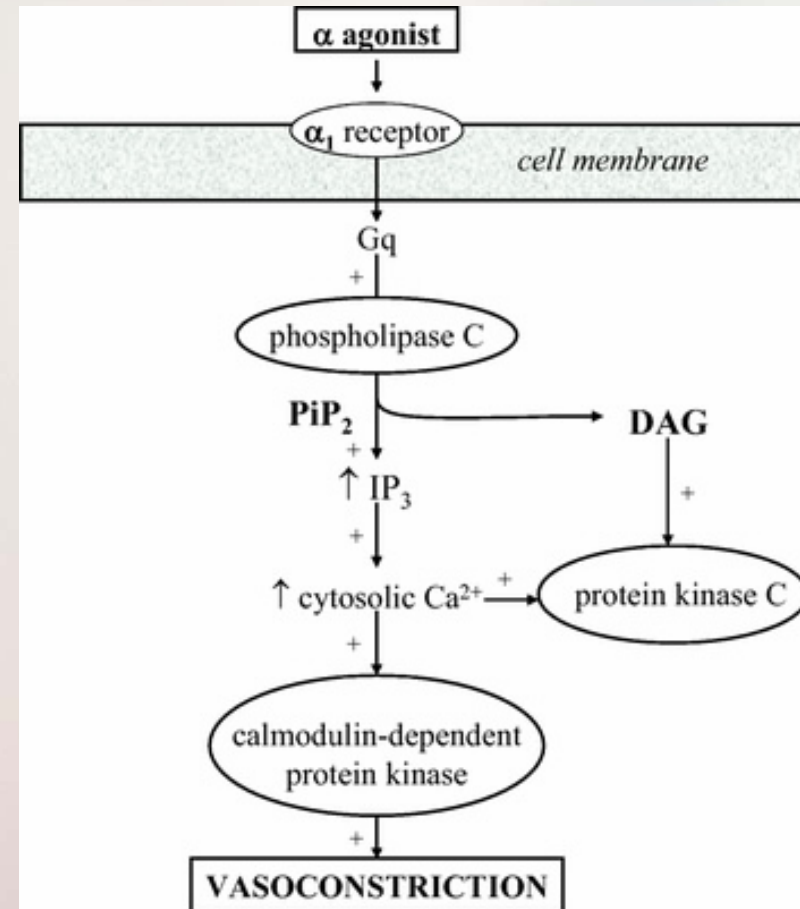 α agonist
α₁ receptor
cell membrane
Gq
+
phospholipase C
PiP₂
DAG
+
↑ IP₃
+
+
↑ cytosolic Ca²⁺
+
protein kinase C
+
calmodulin-dependent
protein kinase
+
VASOCONSTRICTION